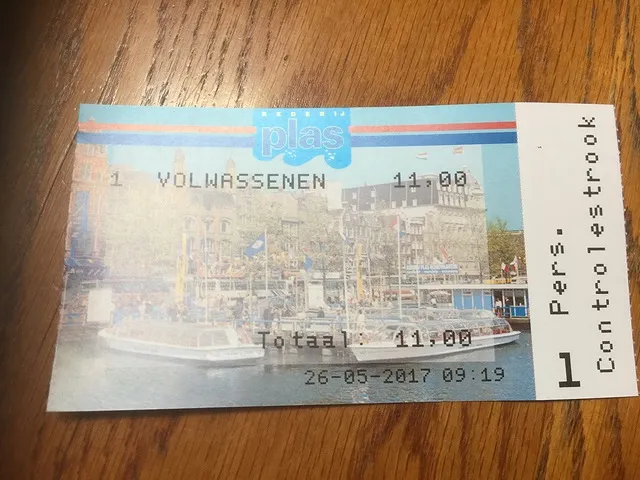 REDERIJ
plas
1 VOLWASSENEN 11,00
Totaal: 11,00
26-05-2017 09:19
1 Pers.
Controlestrook